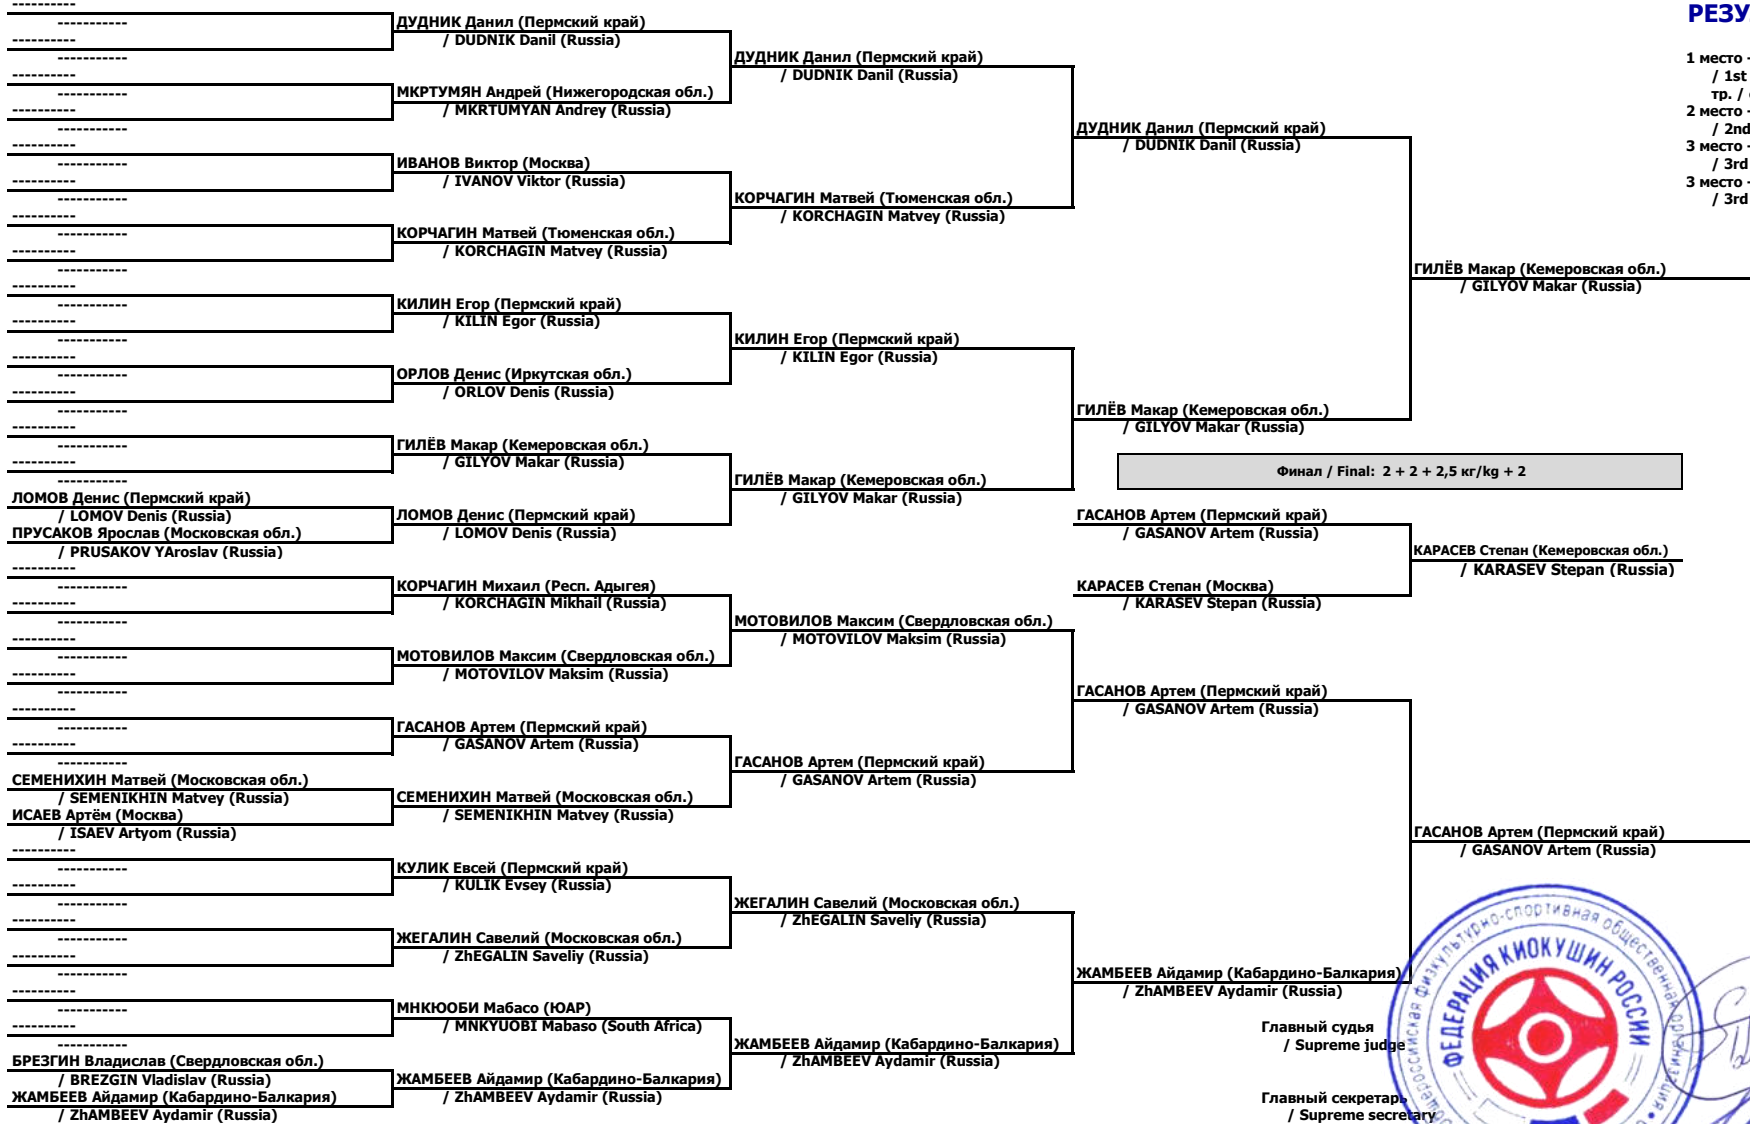 ----------
-----------
----------
-----------
----------
-----------
----------
-----------
----------
-----------
----------
-----------
----------
-----------
----------
-----------
----------
-----------
----------
-----------
----------
-----------
----------
-----------
----------
-----------
----------
-----------
ЛОМОВ Денис (Пермский край)
/ LOMOV Denis (Russia)
ПРУСАКОВ Ярослав (Московская обл.)
/ PRUSAKOV YAroslav (Russia)
----------
-----------
----------
-----------
----------
-----------
----------
-----------
----------
-----------
----------
-----------
СЕМЕНИХИН Матвей (Московская обл.)
/ SEMENIKHIN Matvey (Russia)
ИСАЕВ Артём (Москва)
/ ISAEV Artyom (Russia)
----------
-----------
----------
-----------
----------
-----------
----------
-----------
----------
-----------
----------
-----------
БРЕЗГИН Владислав (Свердловская обл.)
/ BREZGIN Vladislav (Russia)
ЖАМБЕЕВ Айдамир (Кабардино-Балкария)
/ ZhAMBEEV Aydamir (Russia)
ДУДНИК Данил (Пермский край)
/ DUDNIK Danil (Russia)
МКРТУМЯН Андрей (Нижегородская обл.)
/ MKRTUMYAN Andrey (Russia)
ИВАНОВ Виктор (Москва)
/ IVANOV Viktor (Russia)
КОРЧАГИН Матвей (Тюменская обл.)
/ KORCHAGIN Matvey (Russia)
КИЛИН Егор (Пермский край)
/ KILIN Egor (Russia)
ОРЛОВ Денис (Иркутская обл.)
/ ORLOV Denis (Russia)
ГИЛЁВ Макар (Кемеровская обл.)
/ GILYOV Makar (Russia)
ЛОМОВ Денис (Пермский край)
/ LOMOV Denis (Russia)
КОРЧАГИН Михаил (Респ. Адыгея)
/ KORCHAGIN Mikhail (Russia)
МОТОВИЛОВ Максим (Свердловская обл.)
/ MOTOVILOV Maksim (Russia)
ГАСАНОВ Артем (Пермский край)
/ GASANOV Artem (Russia)
СЕМЕНИХИН Матвей (Московская обл.)
/ SEMENIKHIN Matvey (Russia)
КУЛИК Евсей (Пермский край)
/ KULIK Evsey (Russia)
ЖЕГАЛИН Савелий (Московская обл.)
/ ZhEGALIN Saveliy (Russia)
МНКЮОБИ Мабасо (ЮАР)
/ MNKYUOBI Mabaso (South Africa)
ЖАМБЕЕВ Айдамир (Кабардино-Балкария)
/ ZhAMBEEV Aydamir (Russia)
ДУДНИК Данил (Пермский край)
/ DUDNIK Danil (Russia)
КОРЧАГИН Матвей (Тюменская обл.)
/ KORCHAGIN Matvey (Russia)
КИЛИН Егор (Пермский край)
/ KILIN Egor (Russia)
ГИЛЁВ Макар (Кемеровская обл.)
/ GILYOV Makar (Russia)
МОТОВИЛОВ Максим (Свердловская обл.)
/ MOTOVILOV Maksim (Russia)
ГАСАНОВ Артем (Пермский край)
/ GASANOV Artem (Russia)
ЖЕГАЛИН Савелий (Московская обл.)
/ ZhEGALIN Saveliy (Russia)
ЖАМБЕЕВ Айдамир (Кабардино-Балкария)
/ ZhAMBEEV Aydamir (Russia)
ДУДНИК Данил (Пермский край)
/ DUDNIK Danil (Russia)
ГИЛЁВ Макар (Кемеровская обл.)
/ GILYOV Makar (Russia)
Финал / Final: 2 + 2 + 2,5 кг/kg + 2
ГАСАНОВ Артем (Пермский край)
/ GASANOV Artem (Russia)
КАРАСЕВ Степан (Москва)
/ KARASEV Stepan (Russia)
ГАСАНОВ Артем (Пермский край)
/ GASANOV Artem (Russia)
ЖАМБЕЕВ Айдамир (Кабардино-Балкария)
/ ZhAMBEEV Aydamir (Russia)
ГИЛЁВ Макар (Кемеровская обл.)
/ GILYOV Makar (Russia)
КАРАСЕВ Степан (Кемеровская обл.)
/ KARASEV Stepan (Russia)
ГАСАНОВ Артем (Пермский край)
/ GASANOV Artem (Russia)
РЕЗУ
1 место -
/ 1st
тр. /
2 место -
/ 2nd
3 место -
/ 3rd
3 место -
/ 3rd
Главный судья
/ Supreme judge
Главный секретарь
/ Supreme secretary
физкультурно-спортивная общественная организация
ФЕДЕРАЦИЯ КИОКУШИН РОССИИ